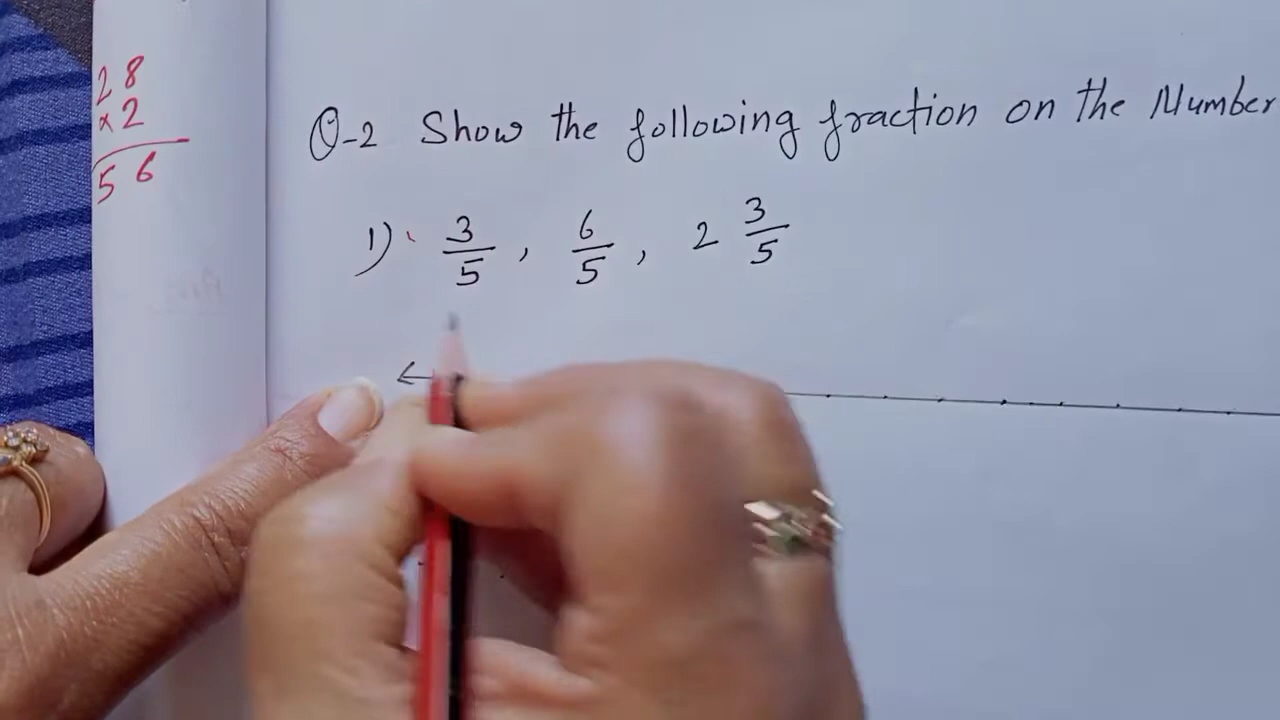 28
×2
56
Q-2 Show the following fraction on the Number
1) 3/5, 6/5, 2 3/5